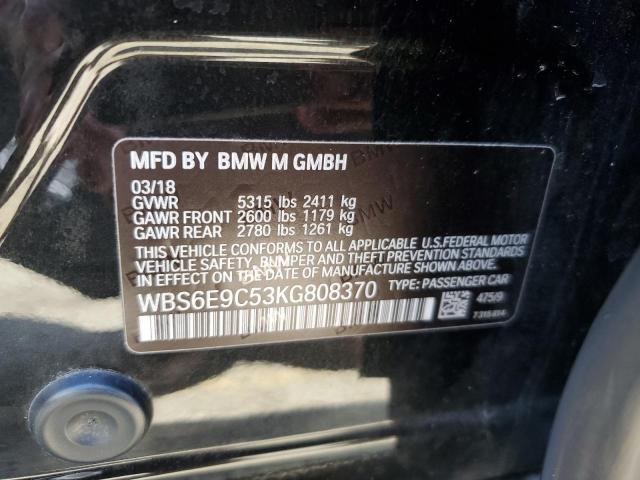 MFD BY BMW M GMBH
03/18
GVWR 5315 lbs 2411 kg
GAWR FRONT 2600 lbs 1179 kg
GAWR REAR 2780 lbs 1261 kg
THIS VEHICLE CONFORMS TO ALL APPLICABLE U.S.FEDERAL MOTOR
VEHICLE SAFETY, BUMPER AND THEFT PREVENTION STANDARDS
IN EFFECT ON THE DATE OF MANUFACTURE SHOWN ABOVE.
WBS6E9C53KG808370 TYPE: PASSENGER CAR
475/9